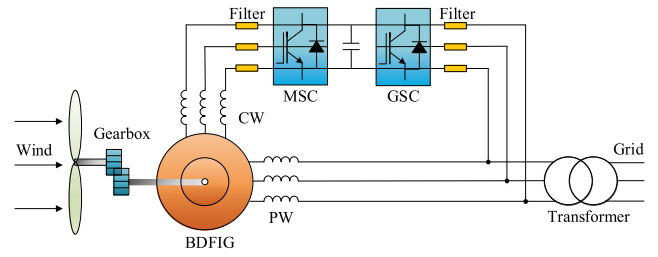 Filter
Filter
MSC
GSC
CW
Gearbox
Wind
Grid
PW
Transformer
BDFIG